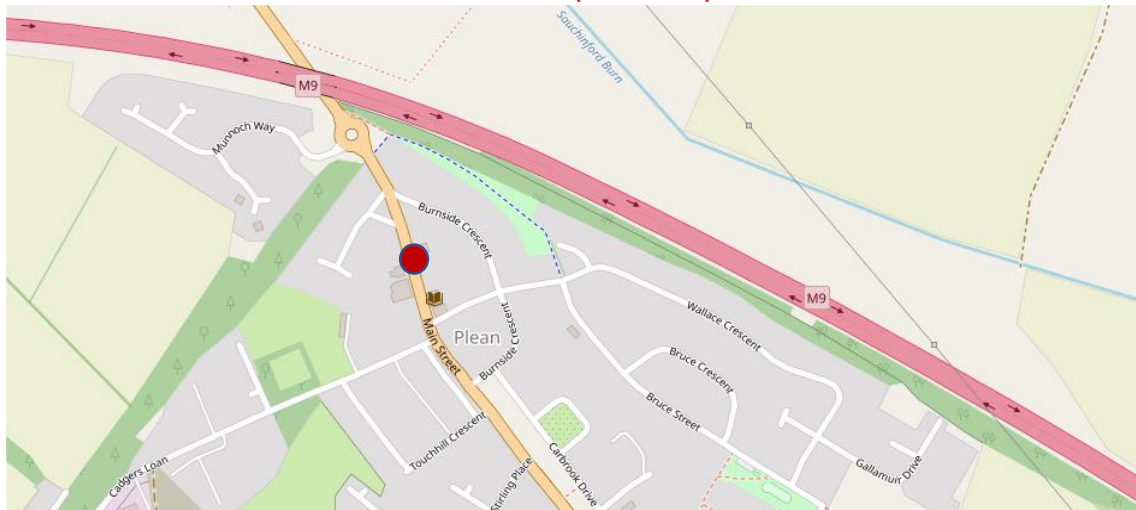 Sauchinford Burn
M9
Munnoch Way
Burnside Crescent
M9
Wallace Crescent
Main Street
Plean
Burnside Crescent
Bruce Crescent
Bruce Street
Touchhill Crescent
Carbrook Drive
Gallamuir Drive
Cadgers Loan
Stirling Place